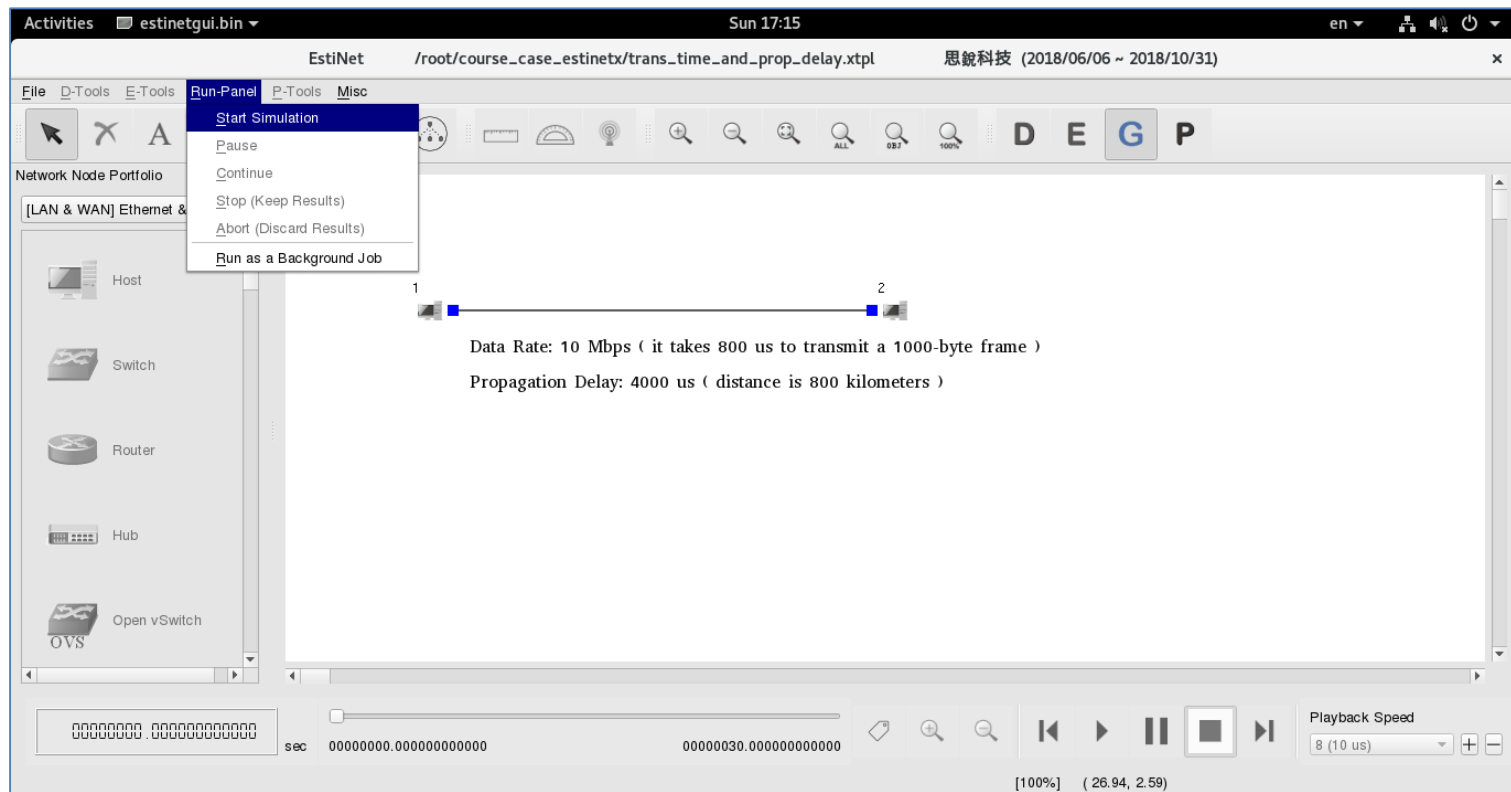 Activities estinetgui.bin Sun 17:15 en
EstiNet /root/course_case_estinetx/trans_time_and_prop_delay.xtpl 思銳科技 (2018/06/06 ~ 2018/10/31) ×
File D-Tools E-Tools Run-Panel P-Tools Misc
Start Simulation
Pause
Continue
Stop (Keep Results)
Abort (Discard Results)
Run as a Background Job
A ALL OBJ 100% D E G P
Network Node Portfolio
[LAN & WAN] Ethernet &
Host
Switch
Router
Hub
Open vSwitch
OVS
1 2
Data Rate: 10 Mbps ( it takes 800 us to transmit a 1000-byte frame )
Propagation Delay: 4000 us ( distance is 800 kilometers )
00000000.000000000000 sec
00000000.000000000000 00000030.000000000000
Playback Speed
8 (10 us)
[100%] ( 26.94, 2.59)